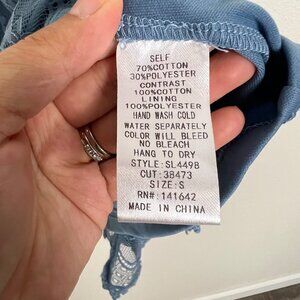 SELF
70%COTTON
30%POLYESTER
CONTRAST
100%COTTON
LINING
100%POLYESTER
HAND WASH COLD
WATER SEPARATELY
COLOR WILL BLEED
NO BLEACH
HANG TO DRY
STYLE:SL4498
CUT:38473
SIZE:S
RN#:141642
MADE IN CHINA